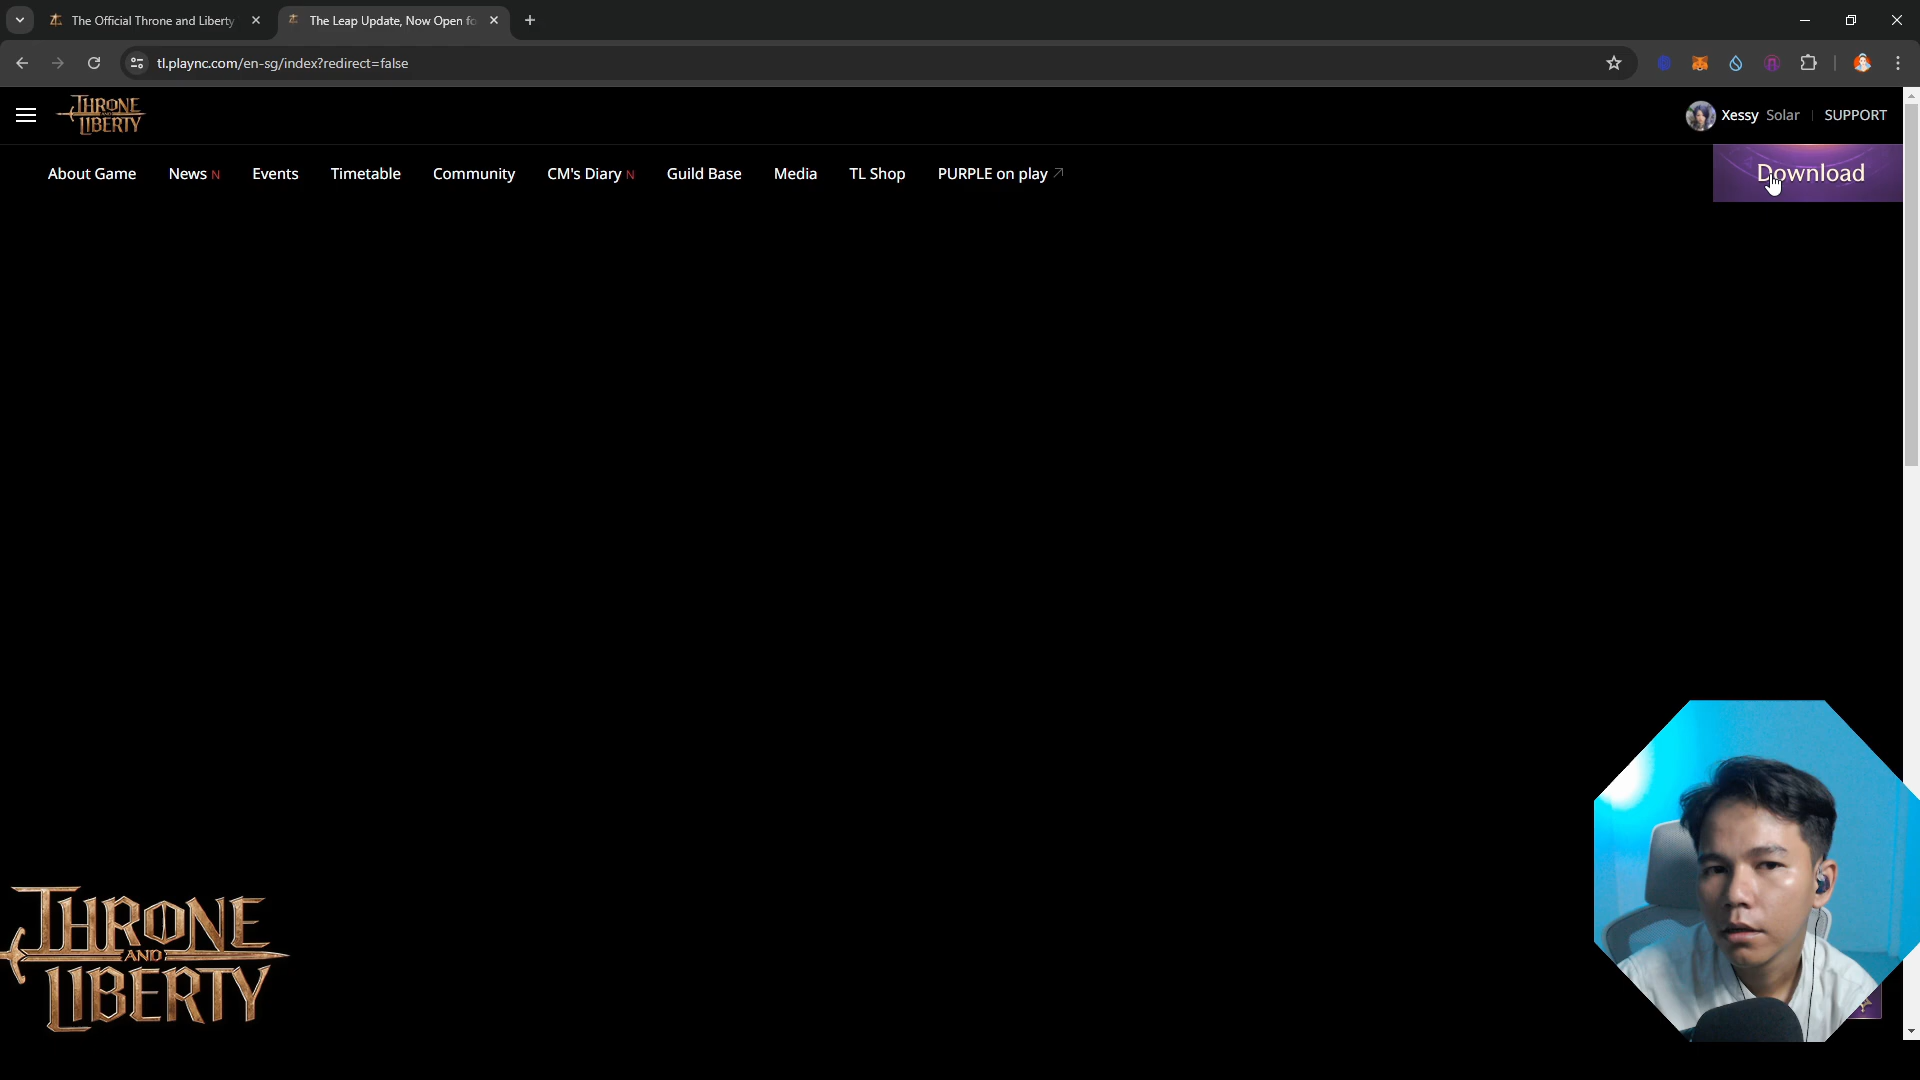 The Official Throne and Liberty
The Leap Update, Now Open fo
tl.plaync.com/en-sg/index?redirect=false
THRONE AND LIBERTY
Xessy Solar | SUPPORT
About Game News N Events Timetable Community CM's Diary N Guild Base Media TL Shop PURPLE on play Download
THRONE
AND
LIBERTY